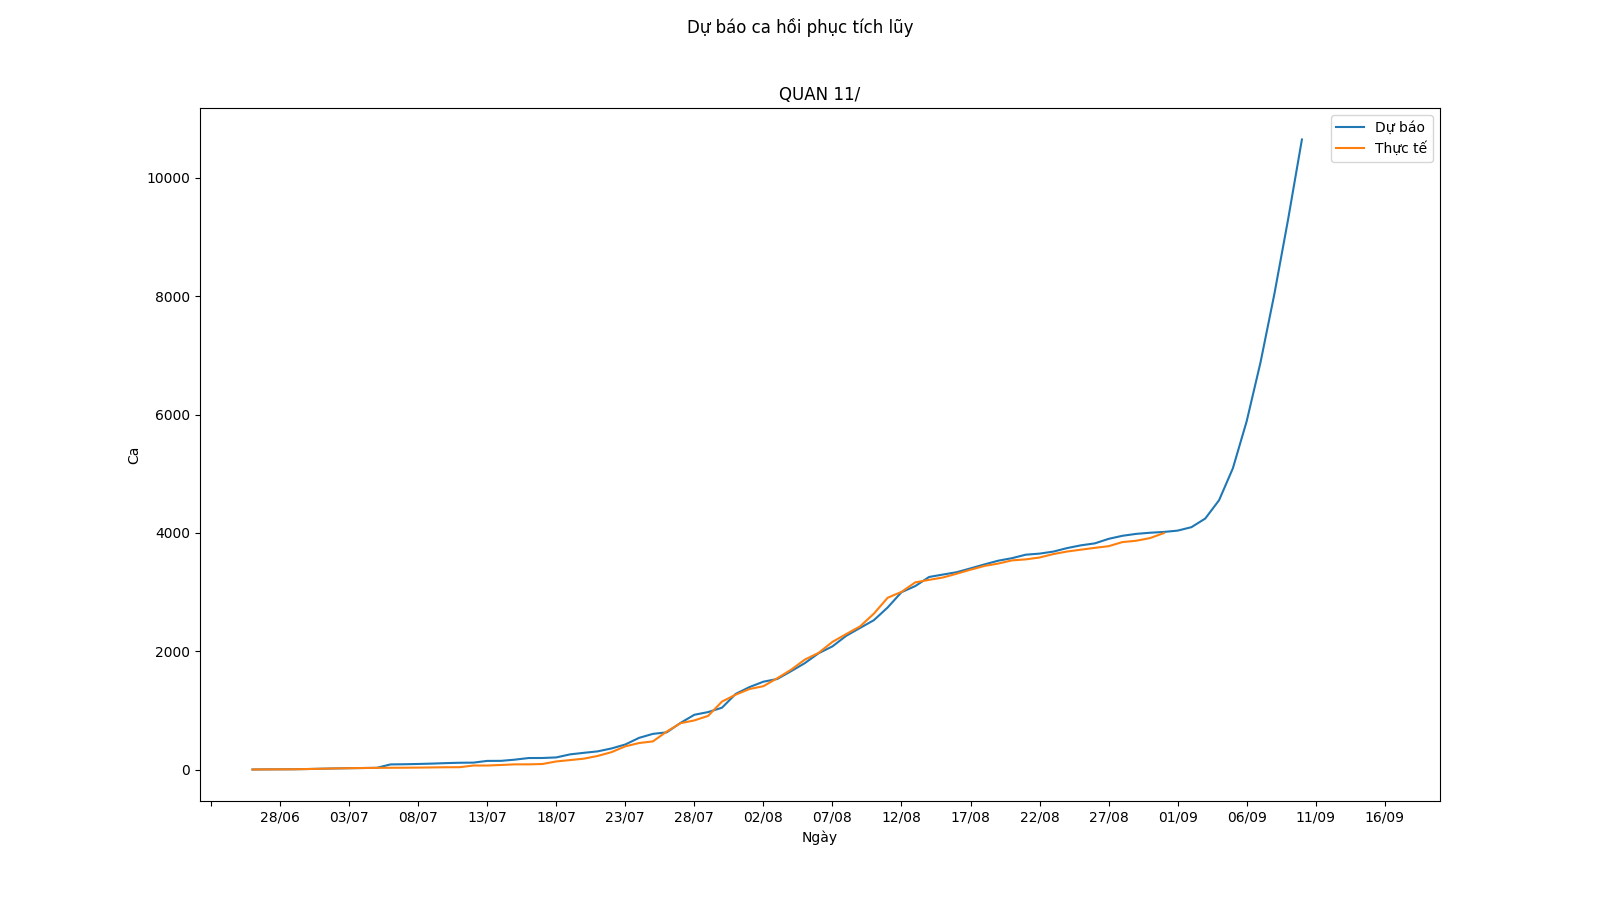 Dự báo ca hồi phục tích lũy
QUAN 11/
Dự báo
Thực tế
10000
8000
6000
4000
2000
0
Ca
28/06 03/07 08/07 13/07 18/07 23/07 28/07 02/08 07/08 12/08 17/08 22/08 27/08 01/09 06/09 11/09 16/09
Ngày